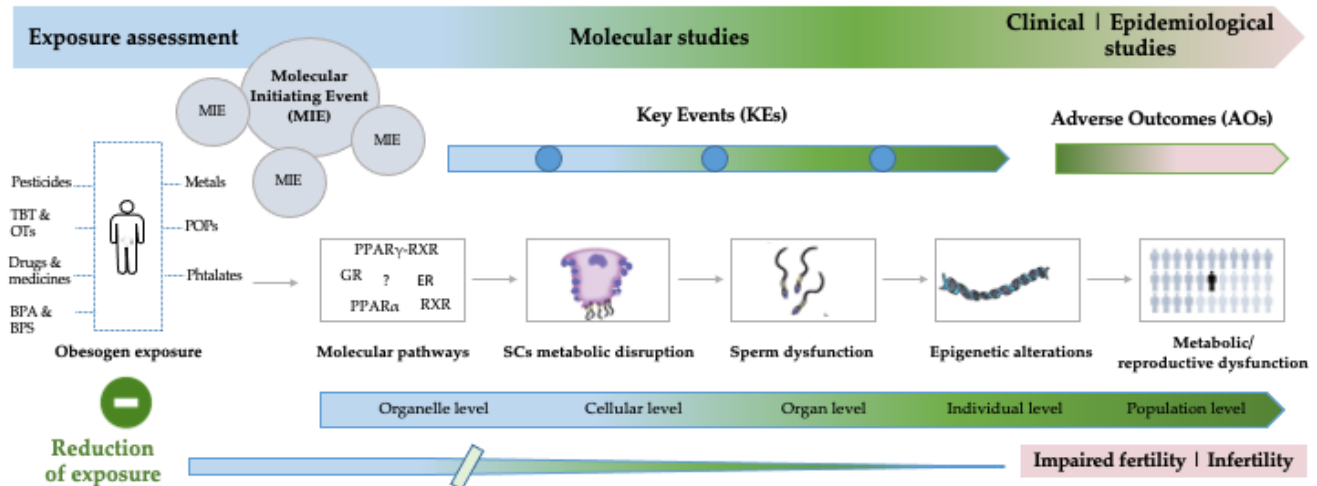 Exposure assessment
Molecular studies
Clinical | Epidemiological
studies
Molecular
Initiating Event
(MIE)
MIE
MIE
MIE
Key Events (KEs)
Adverse Outcomes (AOs)
Pesticides
TBT &
OTs
Drugs &
medicines
BPA &
BPS
Metals
POPs
Phtalates
Obesogen exposure
PPARγ-RXR
GR ? ER
PPARα RXR
Molecular pathways
SCs metabolic disruption
Sperm dysfunction
Epigenetic alterations
Metabolic/
reproductive dysfunction
Organelle level
Cellular level
Organ level
Individual level
Population level
Reduction
of exposure
Impaired fertility | Infertility